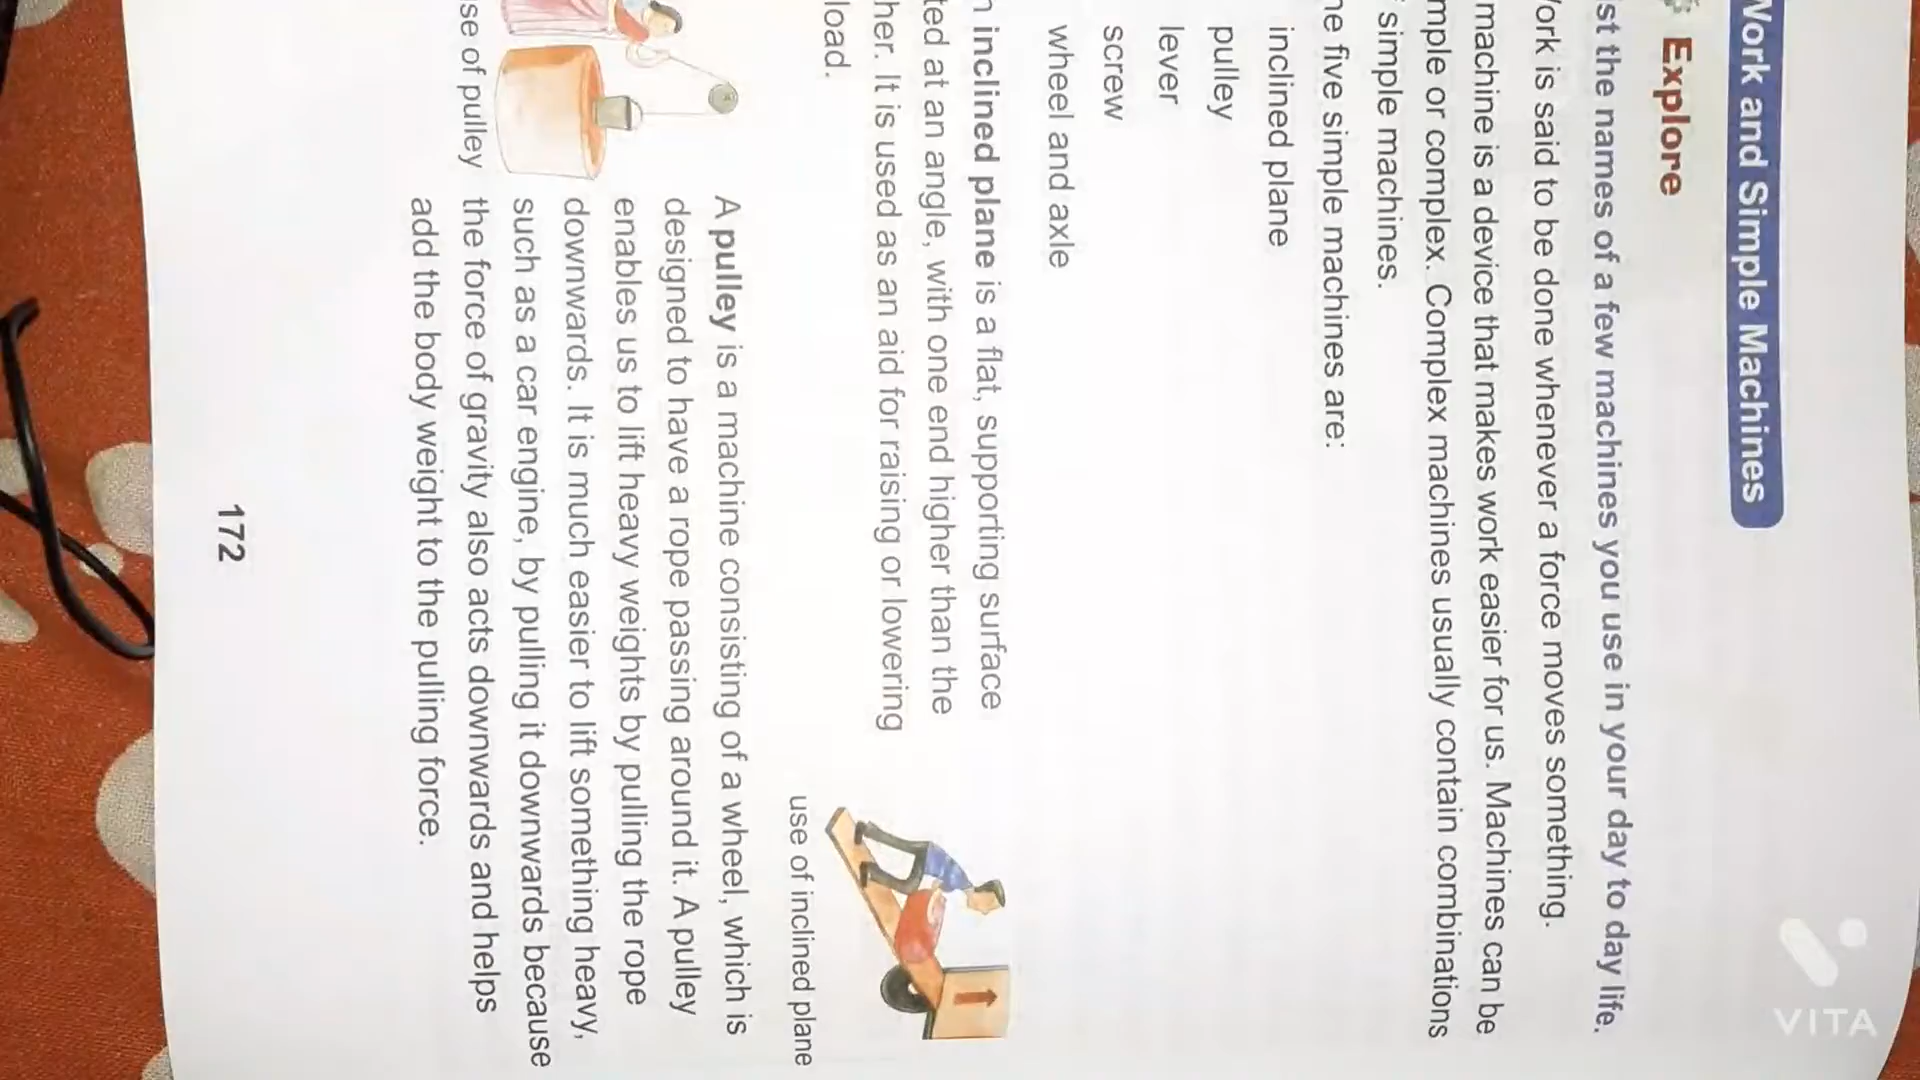 Work and Simple Machines
Explore
ist the names of a few machines you use in your day to day life.
Work is said to be done whenever a force moves something.
machine is a device that makes work easier for us. Machines can be
mple or complex. Complex machines usually contain combinations
simple machines.
he five simple machines are:
inclined plane
pulley
lever
screw
wheel and axle
n inclined plane is a flat, supporting surface
ted at an angle, with one end higher than the
her. It is used as an aid for raising or lowering
load.
use of inclined plane
A pulley is a machine consisting of a wheel, which is
designed to have a rope passing around it. A pulley
enables us to lift heavy weights by pulling the rope
downwards. It is much easier to lift something heavy,
such as a car engine, by pulling it downwards because
the force of gravity also acts downwards and helps
add the body weight to the pulling force.
se of pulley
172
VITA